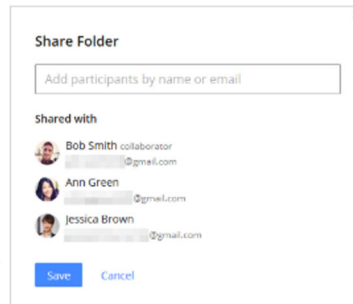 Share Folder
Add participants by name or email
Shared with
Bob Smith collaborator
@gmail.com
Ann Green
@gmail.com
Jessica Brown
@gmail.com
Save Cancel